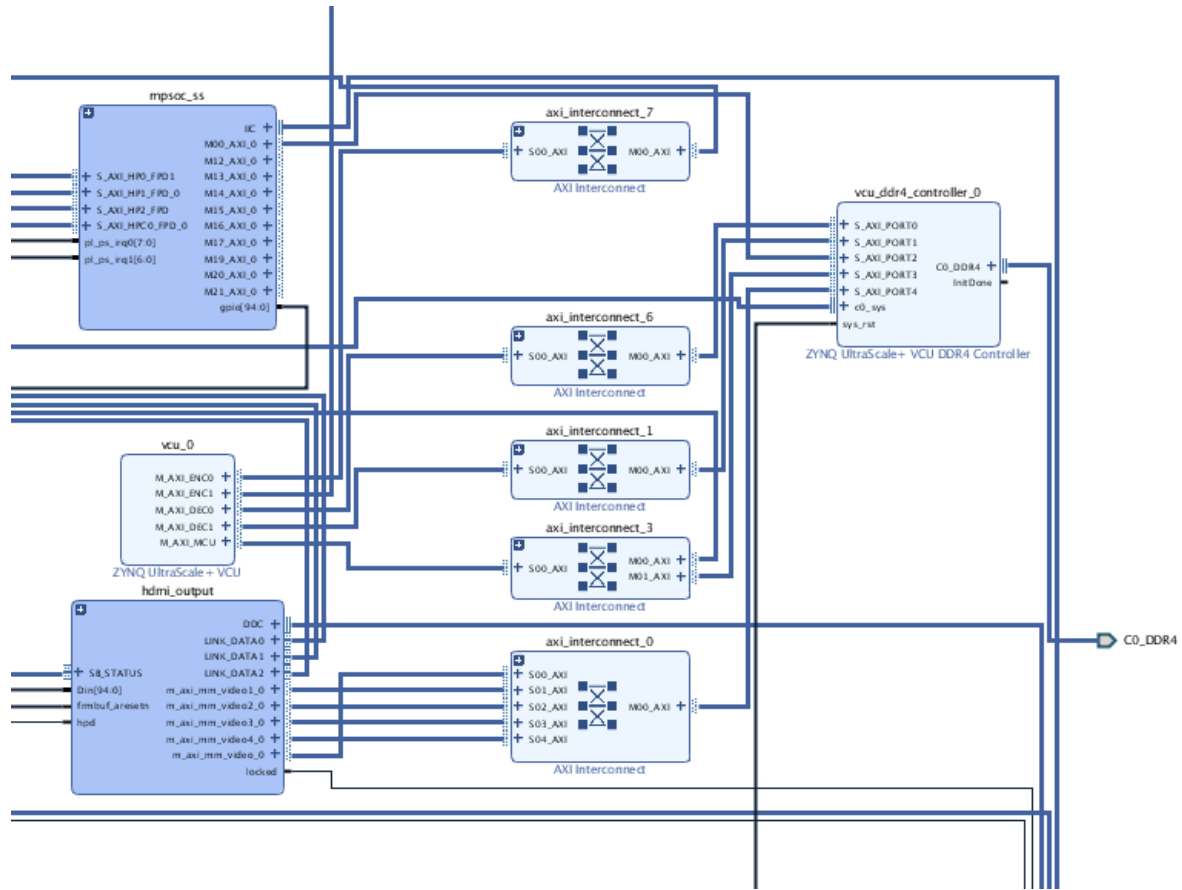 mpsoc_ss
IIC
M00_AXI_0
M12_AXI_0
S_AXI_HP0_FPD1
M13_AXI_0
S_AXI_HP1_FPD_0
M14_AXI_0
S_AXI_HP2_FPD
M15_AXI_0
S_AXI_HPC0_FPD_0
M16_AXI_0
pl_ps_irq0[7:0]
M17_AXI_0
pl_ps_irq1[6:0]
M19_AXI_0
M20_AXI_0
M21_AXI_0
gpio[94:0]
axi_interconnect_7
S00_AXI
M00_AXI
AXI Interconnect
vcu_ddr4_controller_0
S_AXI_PORT0
S_AXI_PORT1
S_AXI_PORT2
S_AXI_PORT3
S_AXI_PORT4
c0_sys
sys_rst
C0_DDR4
InitDone
ZYNQ UltraScale+ VCU DDR4 Controller
axi_interconnect_6
S00_AXI
M00_AXI
AXI Interconnect
axi_interconnect_1
S00_AXI
M00_AXI
AXI Interconnect
vcu_0
M_AXI_ENC0
M_AXI_ENC1
M_AXI_DEC0
M_AXI_DEC1
M_AXI_MCU
ZYNQ UltraScale+ VCU
axi_interconnect_3
S00_AXI
M00_AXI
M01_AXI
AXI Interconnect
hdmi_output
DDC
LINK_DATA0
LINK_DATA1
SB_STATUS
LINK_DATA2
Din[94:0]
m_axi_mm_video1_0
frmbuf_aresetn
m_axi_mm_video2_0
hpd
m_axi_mm_video3_0
m_axi_mm_video4_0
m_axi_mm_video_0
locked
axi_interconnect_0
S00_AXI
S01_AXI
S02_AXI
S03_AXI
S04_AXI
M00_AXI
AXI Interconnect
C0_DDR4